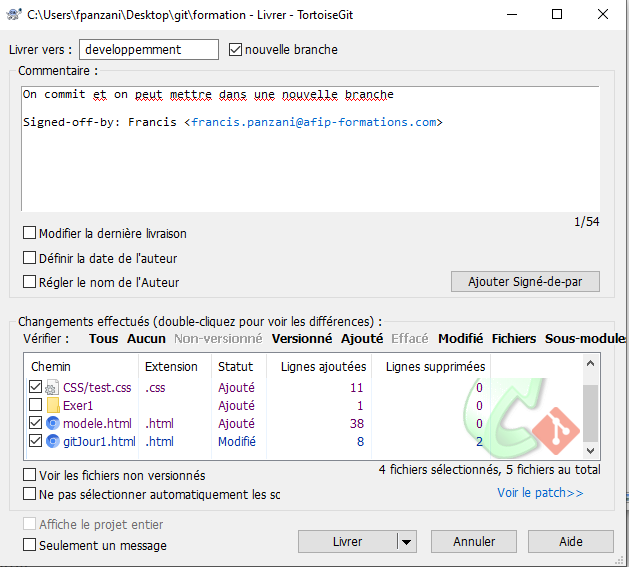 C:\Users\fpanzani\Desktop\git\formation - Livrer - TortoiseGit
Livrer vers : developpemment nouvelle branche
Commentaire :
On commit et on peut mettre dans une nouvelle branche
Signed-off-by: Francis <francis.panzani@afip-formations.com>
1/54
Modifier la dernière livraison
Définir la date de l'auteur
Régler le nom de l'Auteur
Ajouter Signé-de-par
Changements effectués (double-cliquez pour voir les différences) :
Vérifier : Tous Aucun Non-versionné Versionné Ajouté Effacé Modifié Fichiers Sous-module
Chemin Extension Statut Lignes ajoutées Lignes supprimées
CSS/test.css .css Ajouté 11 0
Exer1 Ajouté 1 0
modele.html .html Ajouté 38 0
gitJour1.html .html Modifié 8 2
Voir les fichiers non versionnés
4 fichiers sélectionnés, 5 fichiers au total
Ne pas sélectionner automatiquement les sc
Voir le patch>>
Affiche le projet entier
Seulement un message
Livrer
Annuler
Aide